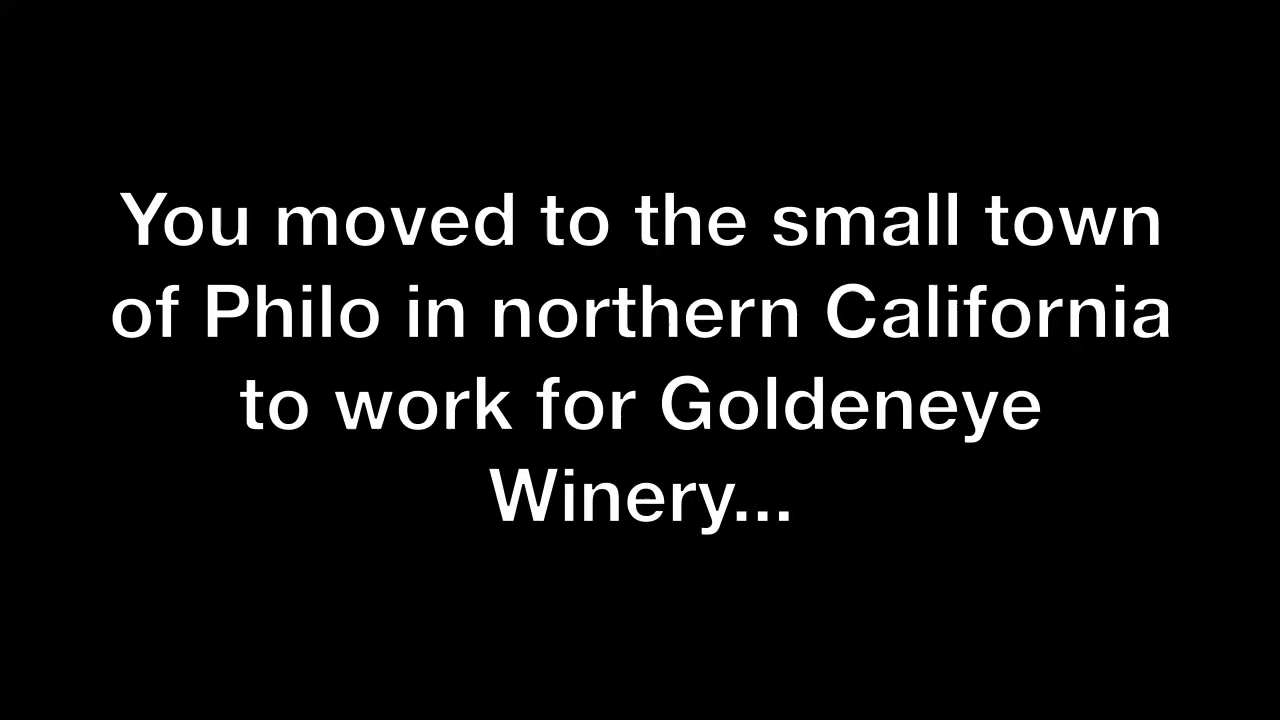 You moved to the small town
of Philo in northern California
to work for Goldeneye
Winery...